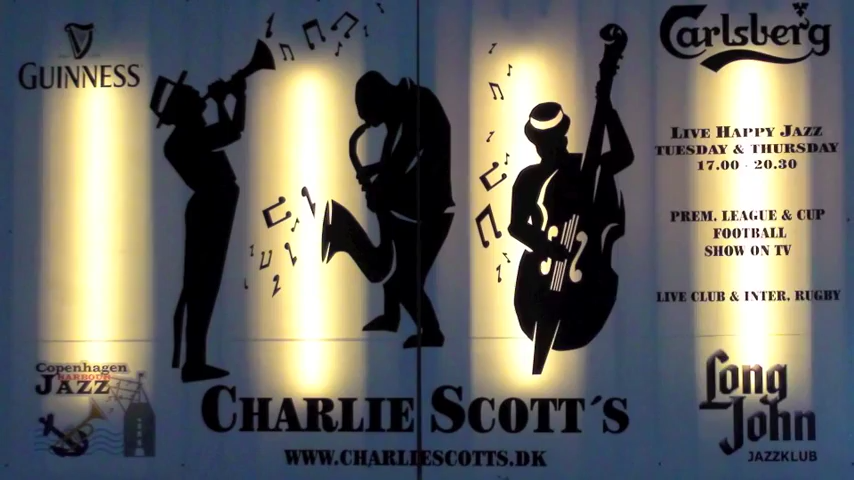 GUINNESS
Carlsberg
LIVE HAPPY JAZZ
TUESDAY & THURSDAY
17.00 - 20.30
PREM. LEAGUE & CUP
FOOTBALL
SHOW ON TV
LIVE CLUB & INTER. RUGBY
Copenhagen
HARBOUR
JAZZ
CHARLIE SCOTT´S
WWW.CHARLIESCOTTS.DK
Long
John
JAZZKLUB